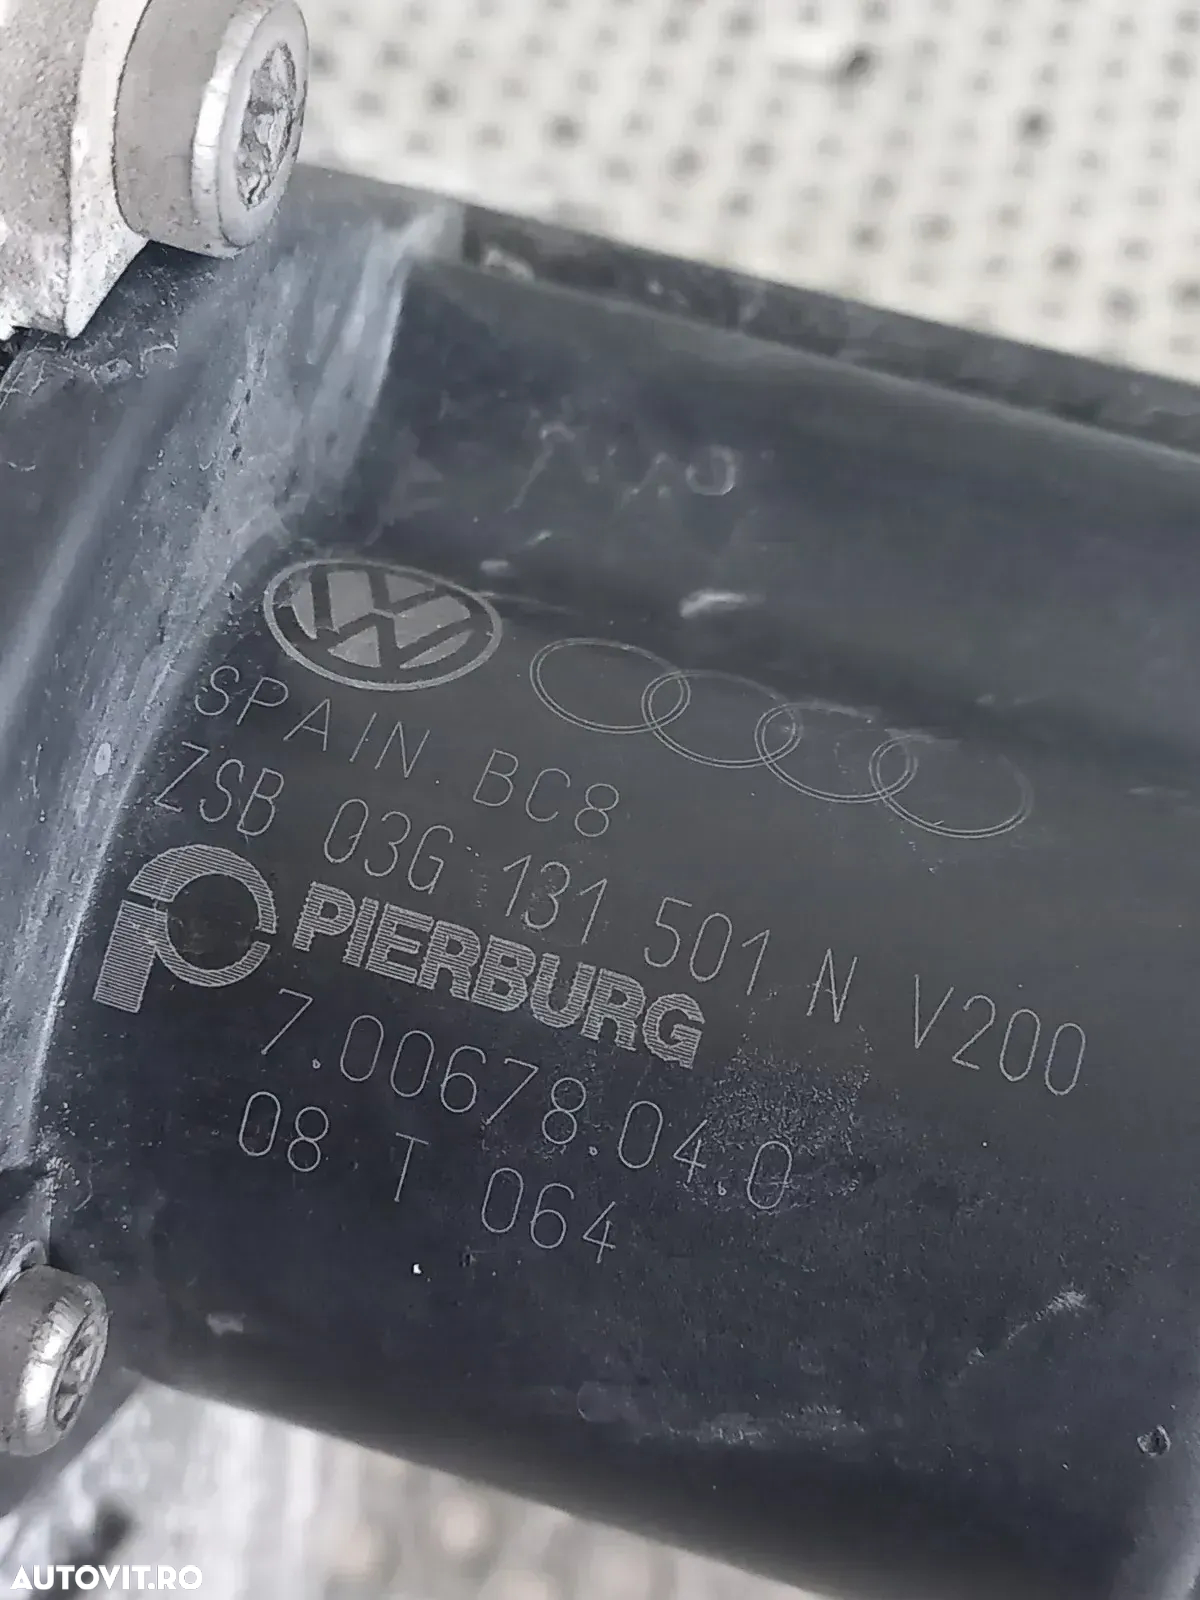 SPAIN BC8
ZSB 03G 131 501 N V200
PIERBURG
7.00678.04.0
08 T 064
AUTOVIT.RO